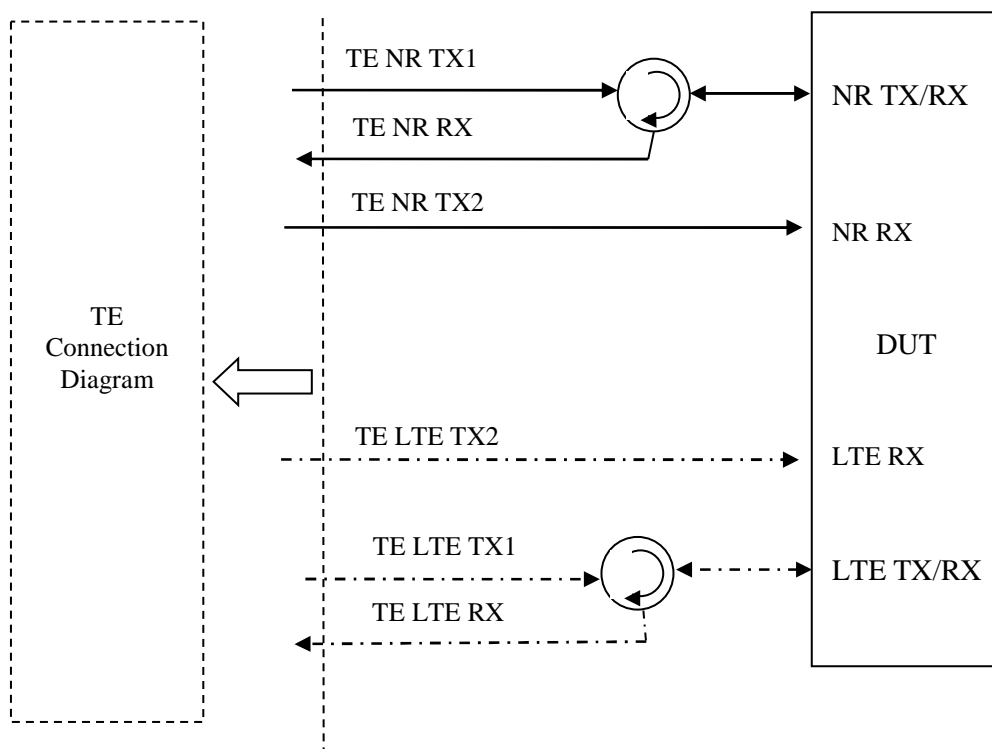 TE NR TX1
NR TX/RX
TE NR RX
TE NR TX2
NR RX
TE
Connection
Diagram
DUT
TE LTE TX2
LTE RX
TE LTE TX1
LTE TX/RX
TE LTE RX